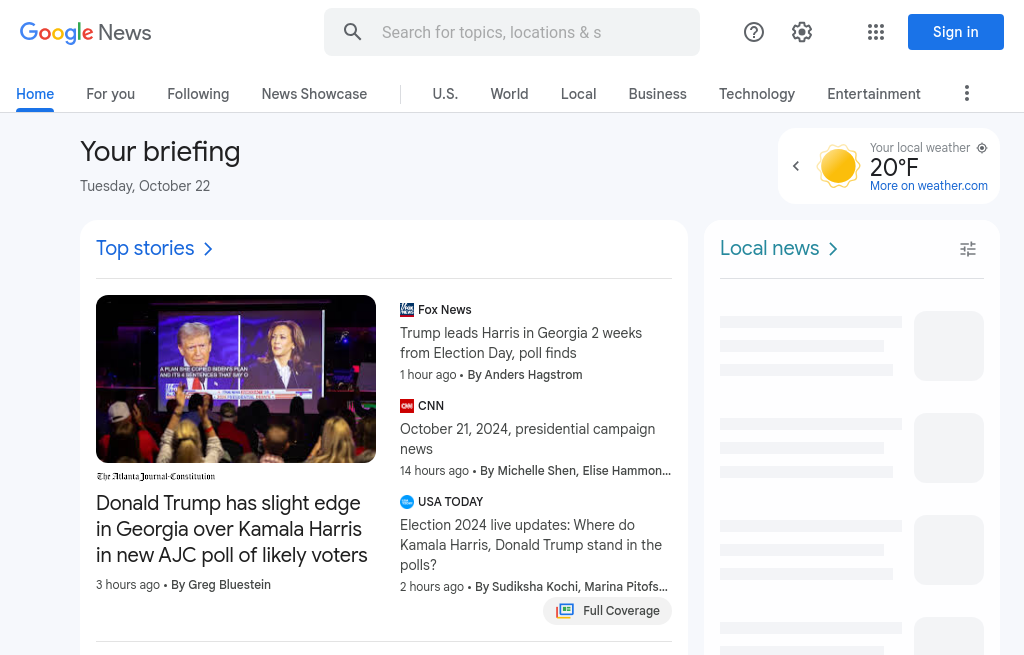 Google News
Search for topics, locations & s
Sign in
Home
For you
Following
News Showcase
U.S.
World
Local
Business
Technology
Entertainment
Your briefing
Tuesday, October 22
Your local weather
20°F
More on weather.com
Top stories
A PLAN SHE COPIED BIDEN'S PLAN
AND IT'S 4 SENTENCES THAT SAY O
The Atlanta Journal-Constitution
Donald Trump has slight edge
in Georgia over Kamala Harris
in new AJC poll of likely voters
3 hours ago • By Greg Bluestein
Fox News
Trump leads Harris in Georgia 2 weeks
from Election Day, poll finds
1 hour ago • By Anders Hagstrom
CNN
CNN
October 21, 2024, presidential campaign
news
14 hours ago • By Michelle Shen, Elise Hammon...
USA TODAY
Election 2024 live updates: Where do
Kamala Harris, Donald Trump stand in the
polls?
2 hours ago • By Sudiksha Kochi, Marina Pitofs...
Full Coverage
Local news